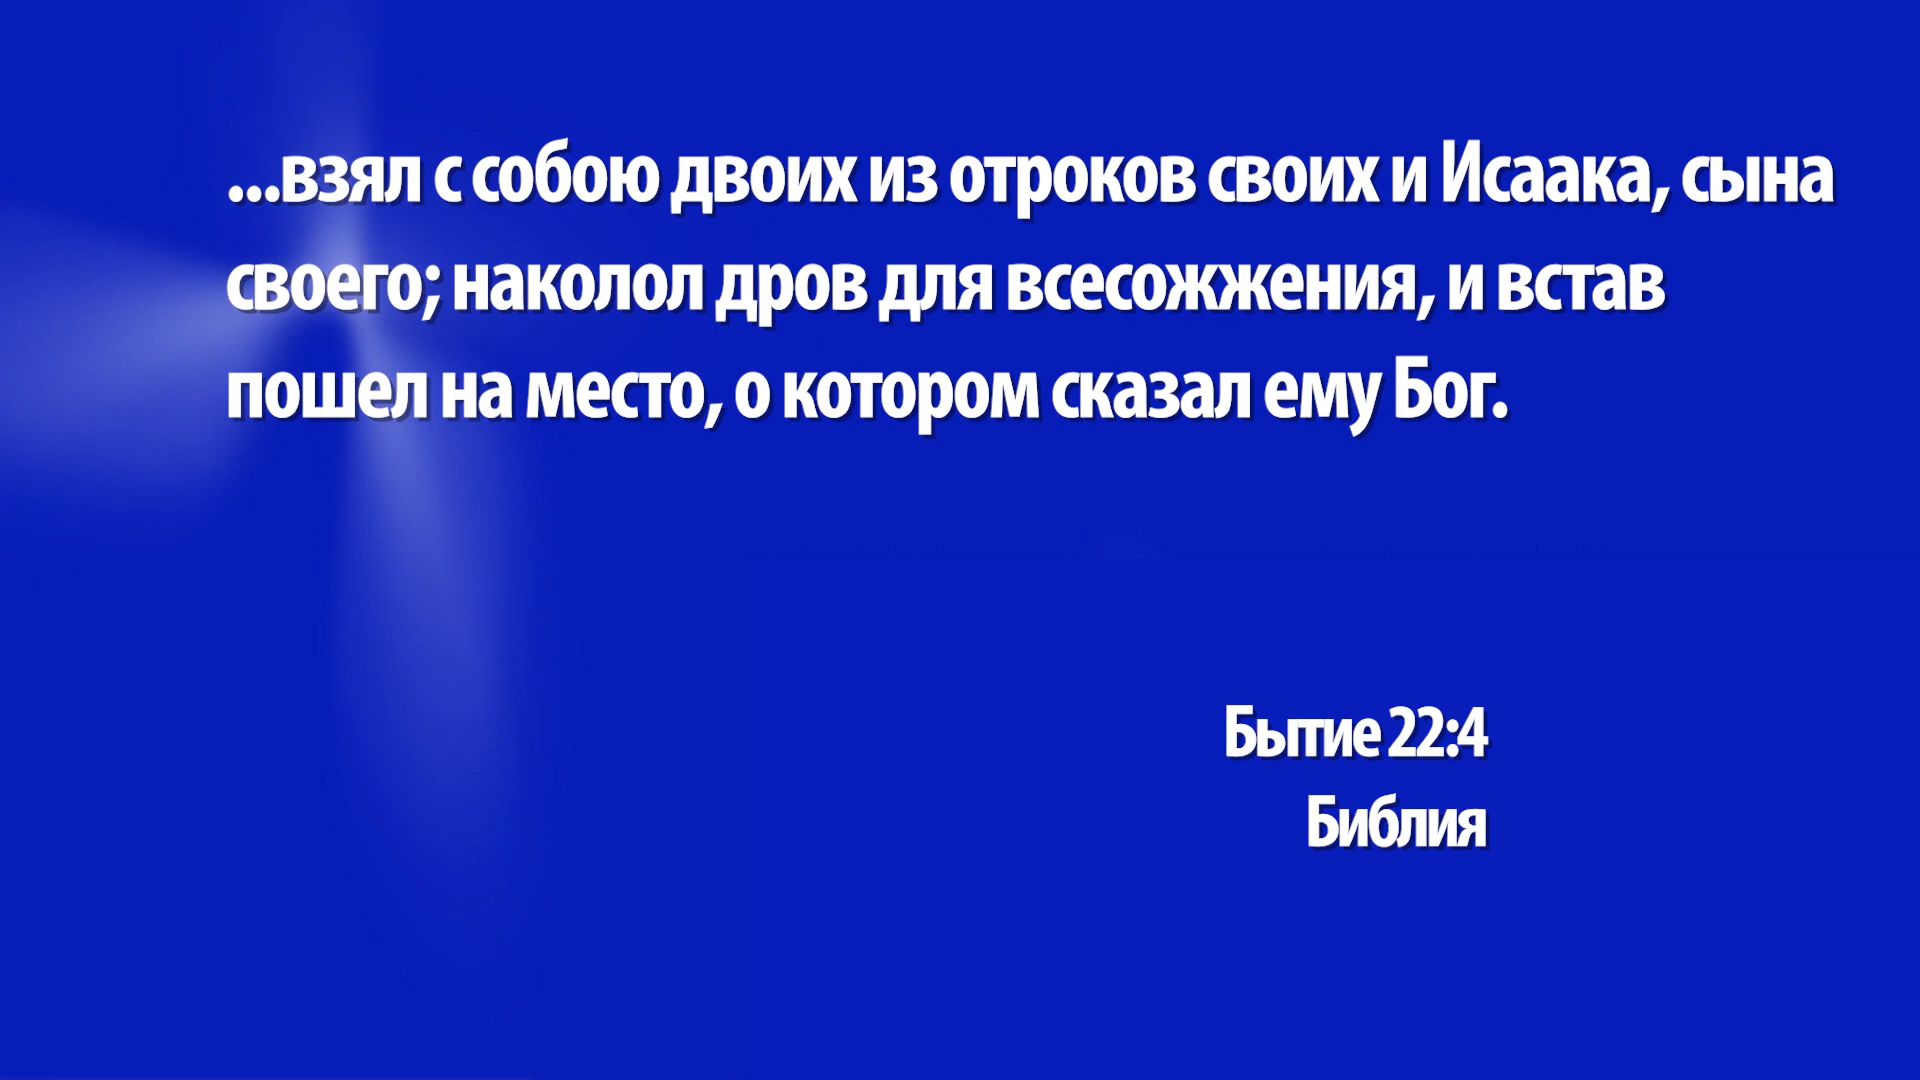 ...взял с собою двоих из отроков своих и Исаака, сына
своего; наколол дров для всесожжения, и встав
пошел на место, о котором сказал ему Бог.
Бытие 22:4
Библия